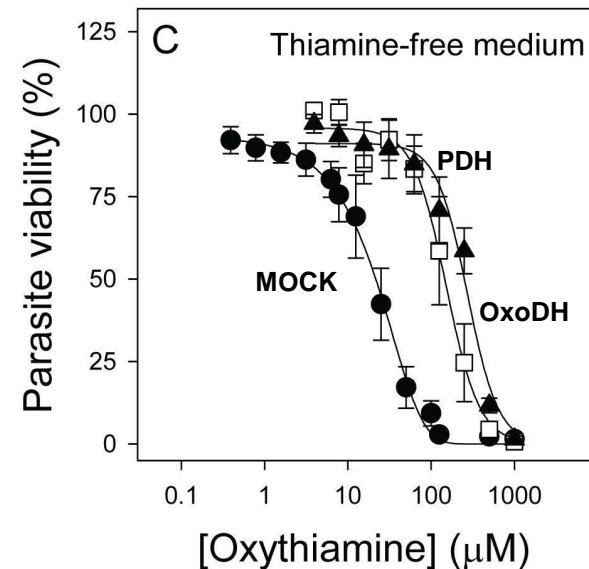 C
Thiamine-free medium
Parasite viability (%)
125
100
75
50
25
0
PDH
MOCK
OxoDH
0.1 1 10 100 1000
[Oxythiamine] (μM)